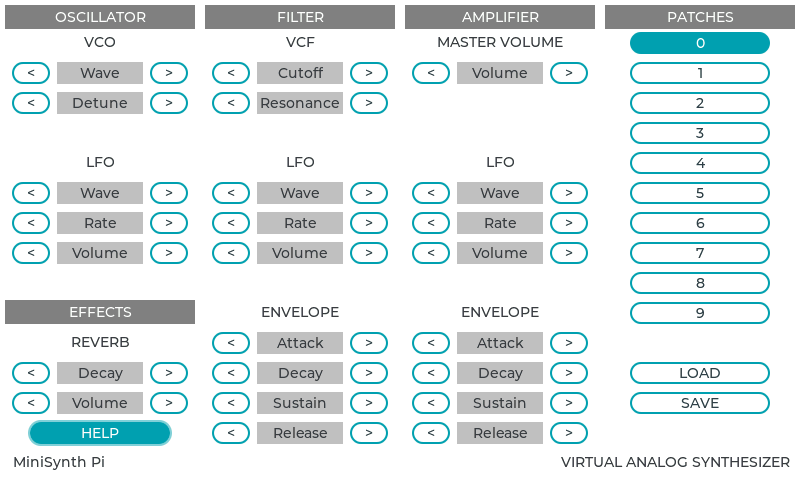 OSCILLATOR
VCO
< Wave >
< Detune >
LFO
< Wave >
< Rate >
< Volume >
EFFECTS
REVERB
< Decay >
< Volume >
HELP
MiniSynth Pi
FILTER
VCF
< Cutoff >
< Resonance >
LFO
< Wave >
< Rate >
< Volume >
ENVELOPE
< Attack >
< Decay >
< Sustain >
< Release >
AMPLIFIER
MASTER VOLUME
< Volume >
LFO
< Wave >
< Rate >
< Volume >
ENVELOPE
< Attack >
< Decay >
< Sustain >
< Release >
PATCHES
0
1
2
3
4
5
6
7
8
9
LOAD
SAVE
VIRTUAL ANALOG SYNTHESIZER